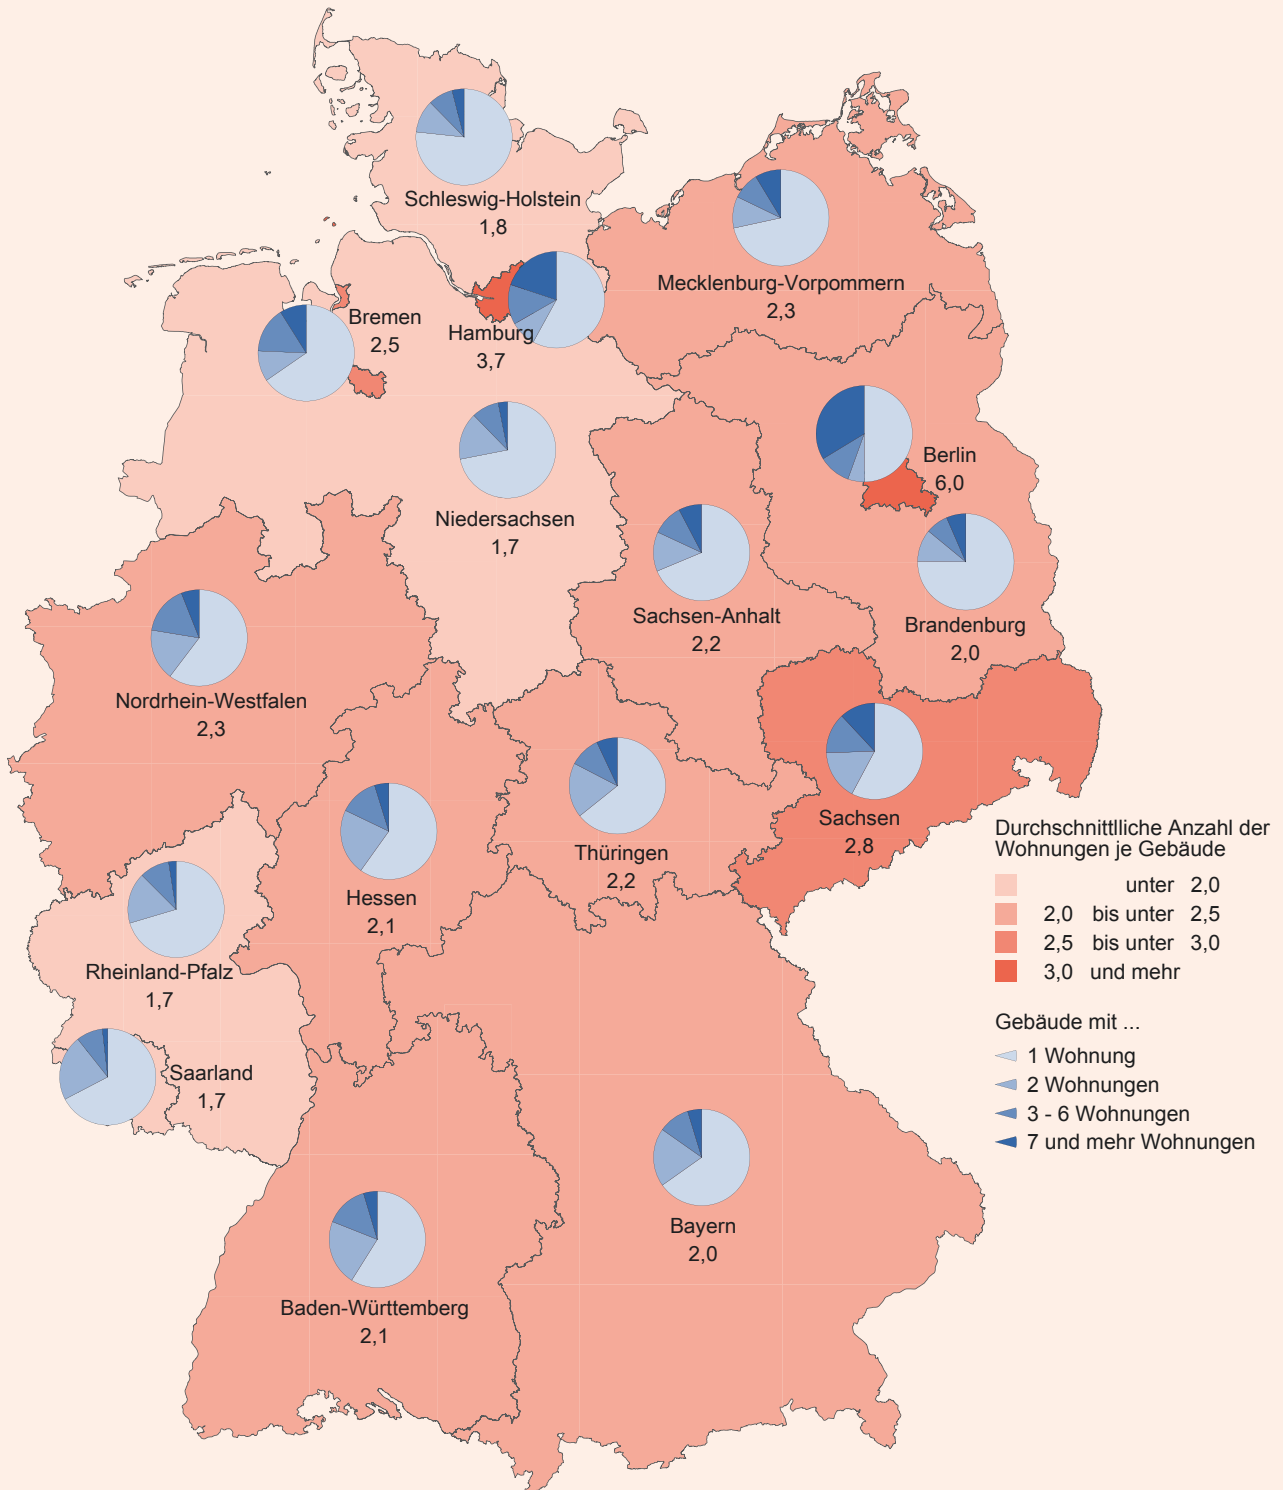 Schleswig-Holstein
1,8
Mecklenburg-Vorpommern
2,3
Bremen
2,5
Hamburg
3,7
Berlin
6,0
Niedersachsen
1,7
Sachsen-Anhalt
2,2
Brandenburg
2,0
Nordrhein-Westfalen
2,3
Sachsen
2,8
Thüringen
2,2
Hessen
2,1
Rheinland-Pfalz
1,7
Saarland
1,7
Bayern
2,0
Baden-Württemberg
2,1
Durchschnittlliche Anzahl der
Wohnungen je Gebäude
unter 2,0
2,0 bis unter 2,5
2,5 bis unter 3,0
3,0 und mehr
Gebäude mit ...
1 Wohnung
2 Wohnungen
3 - 6 Wohnungen
7 und mehr Wohnungen